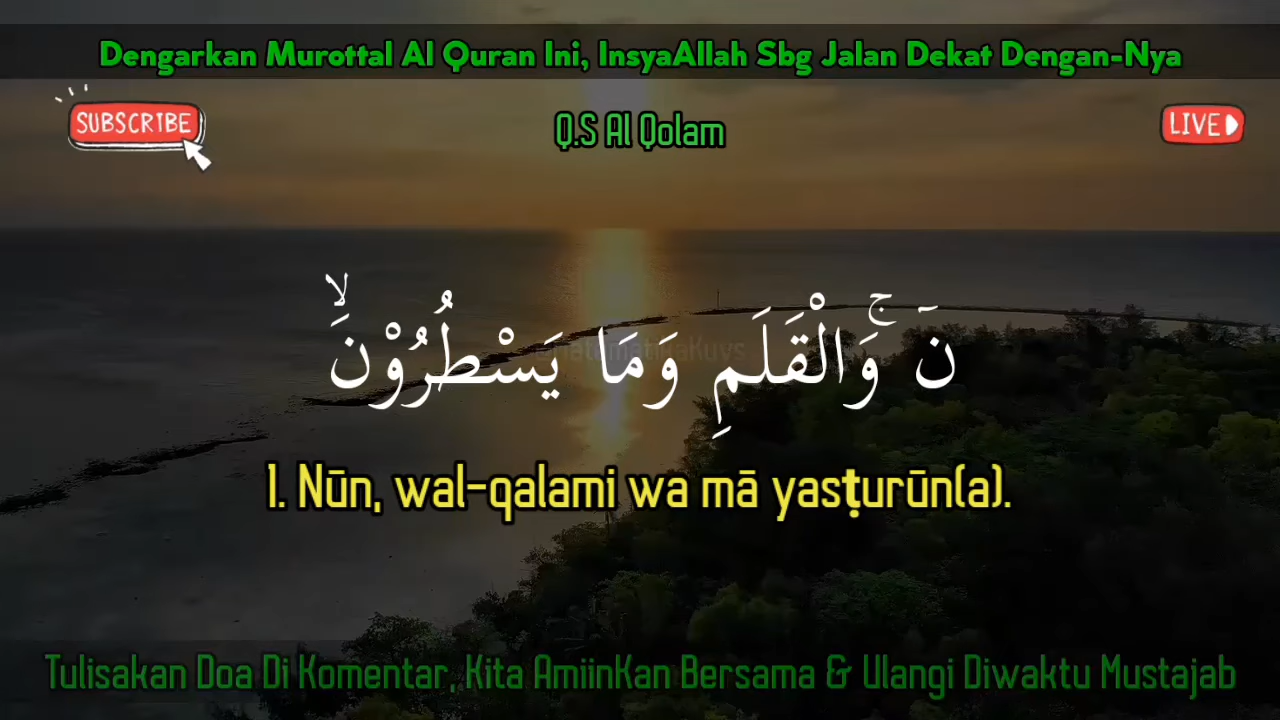 Dengarkan Murottal Al Quran Ini, InsyaAllah Sbg Jalan Dekat Dengan-Nya
SUBSCRIBE
Q.S Al Qolam
LIVE
نۤ ۚوَالْقَلَمِ وَمَا يَسْطُرُوْنَۙ
1. Nūn, wal-qalami wa mā yasṭurūn(a).
Tulisakan Doa Di Komentar, Kita AmiinKan Bersama & Ulangi Diwaktu Mustajab